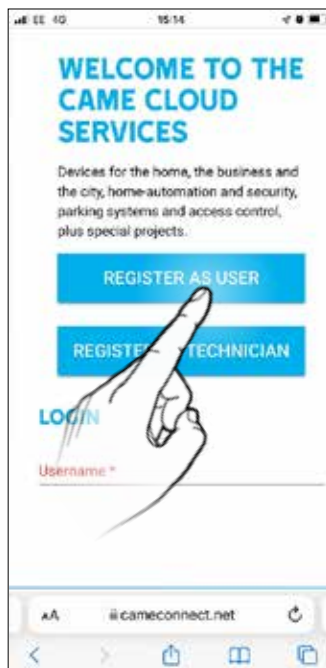 EE 4G 15:14
WELCOME TO THE
CAME CLOUD
SERVICES
Devices for the home, the business and
the city, home-automation and security,
parking systems and access control,
plus special projects.
REGISTER AS USER
REGISTER TECHNICIAN
LOGIN
Username *
AA cameconnect.net